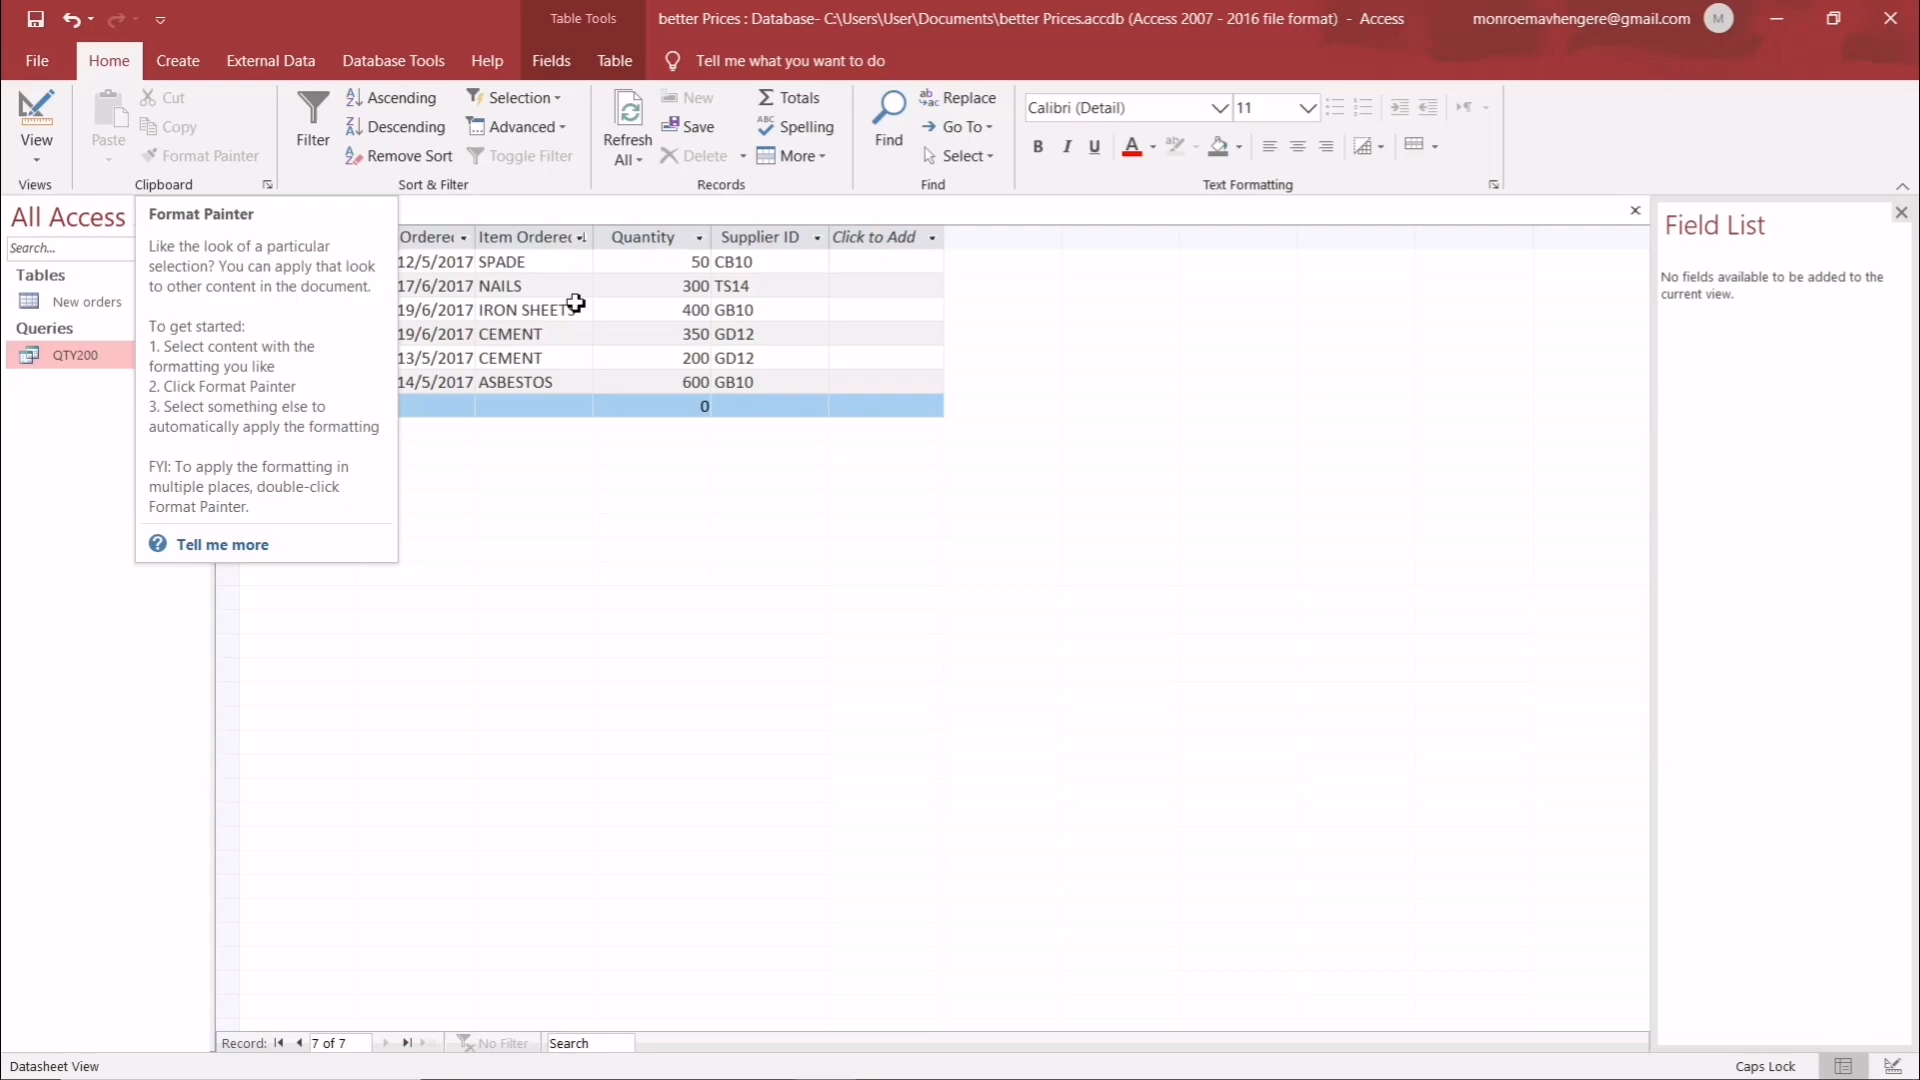 Table Tools
better Prices : Database- C:\Users\User\Documents\better Prices.accdb (Access 2007 - 2016 file format) - Access
monroemavhengere@gmail.com
M
File
Home
Create
External Data
Database Tools
Help
Fields
Table
Tell me what you want to do
View
Paste
Cut
Copy
Format Painter
Filter
Ascending
Descending
Remove Sort
Selection
Advanced
Toggle Filter
Refresh
All
New
Save
Delete
Totals
Spelling
More
Find
Replace
Go To
Select
Calibri (Detail)
11
B I U A
Views
Clipboard
Sort & Filter
Records
Find
Text Formatting
All Access
Search...
Tables
New orders
Queries
QTY200
Format Painter
Like the look of a particular
selection? You can apply that look
to other content in the document.
To get started:
1. Select content with the
formatting you like
2. Click Format Painter
3. Select something else to
automatically apply the formatting
FYI: To apply the formatting in
multiple places, double-click
Format Painter.
Tell me more
Item Ordered Quantity Supplier ID Click to Add
12/5/2017 SPADE 50 CB10
17/6/2017 NAILS 300 TS14
19/6/2017 IRON SHEETS 400 GB10
19/6/2017 CEMENT 350 GD12
13/5/2017 CEMENT 200 GD12
14/5/2017 ASBESTOS 600 GB10
0
Field List
No fields available to be added to the
current view.
Record: 7 of 7 No Filter Search
Datasheet View
Caps Lock